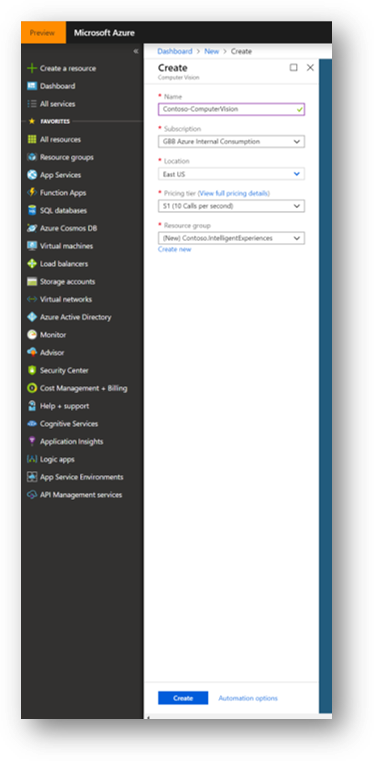 Preview
Microsoft Azure
«
Create a resource
Dashboard
All services
FAVORITES
All resources
Resource groups
App Services
Function Apps
SQL databases
Azure Cosmos DB
Virtual machines
Load balancers
Storage accounts
Virtual networks
Azure Active Directory
Monitor
Advisor
Security Center
Cost Management + Billing
Help + support
Cognitive Services
Application Insights
Logic apps
App Service Environments
API Management services
Dashboard > New > Create
Create
Computer Vision
* Name
Contoso-ComputerVision
* Subscription
GBB Azure Internal Consumption
* Location
East US
* Pricing tier (View full pricing details)
S1 (10 Calls per second)
* Resource group
(New) Contoso.IntelligentExperiences
Create new
Create
Automation options